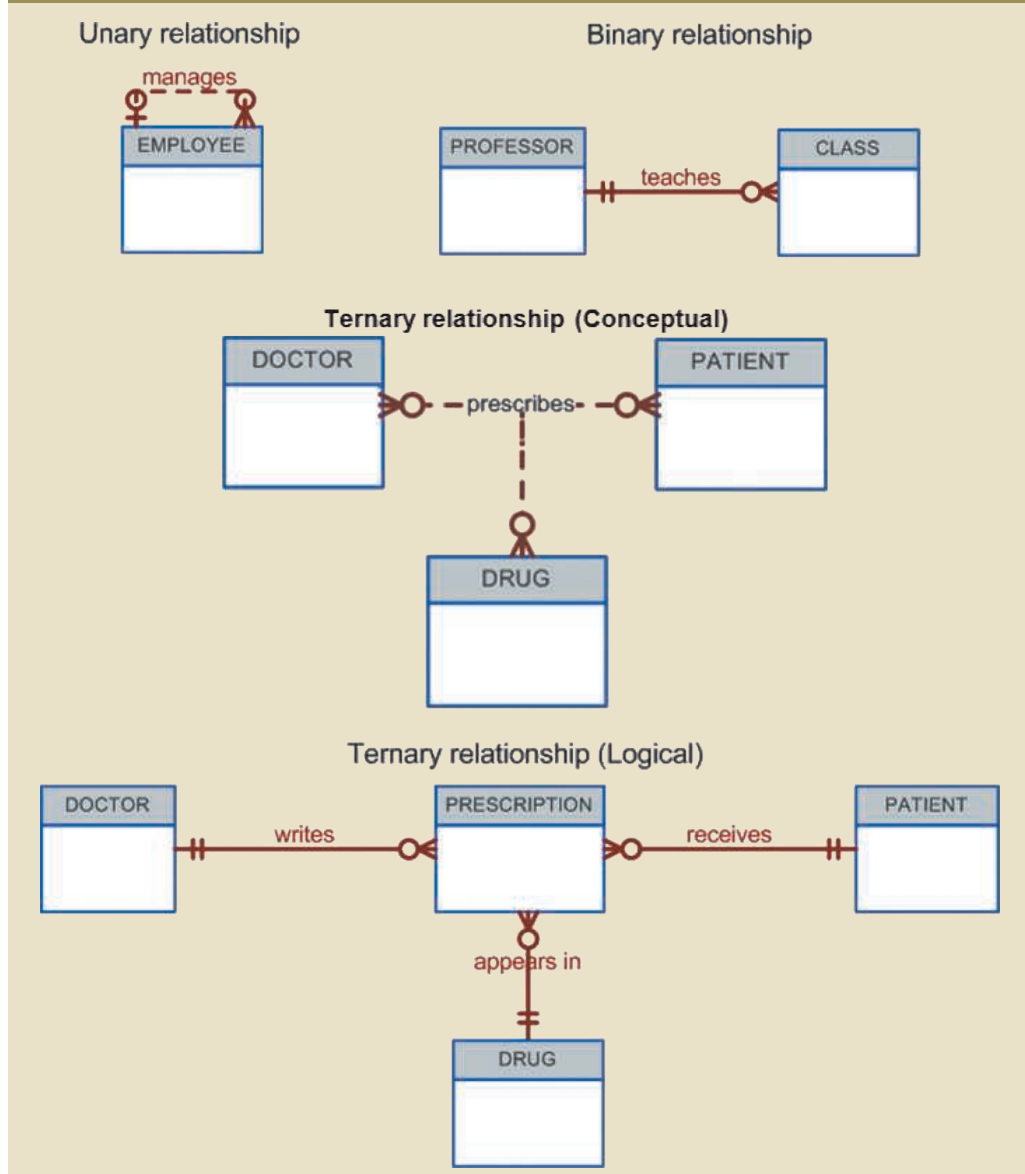 Unary relationship
Binary relationship
manages
EMPLOYEE
PROFESSOR
teaches
CLASS
Ternary relationship (Conceptual)
DOCTOR
prescribes
PATIENT
DRUG
Ternary relationship (Logical)
DOCTOR
writes
PRESCRIPTION
receives
PATIENT
appears in
DRUG